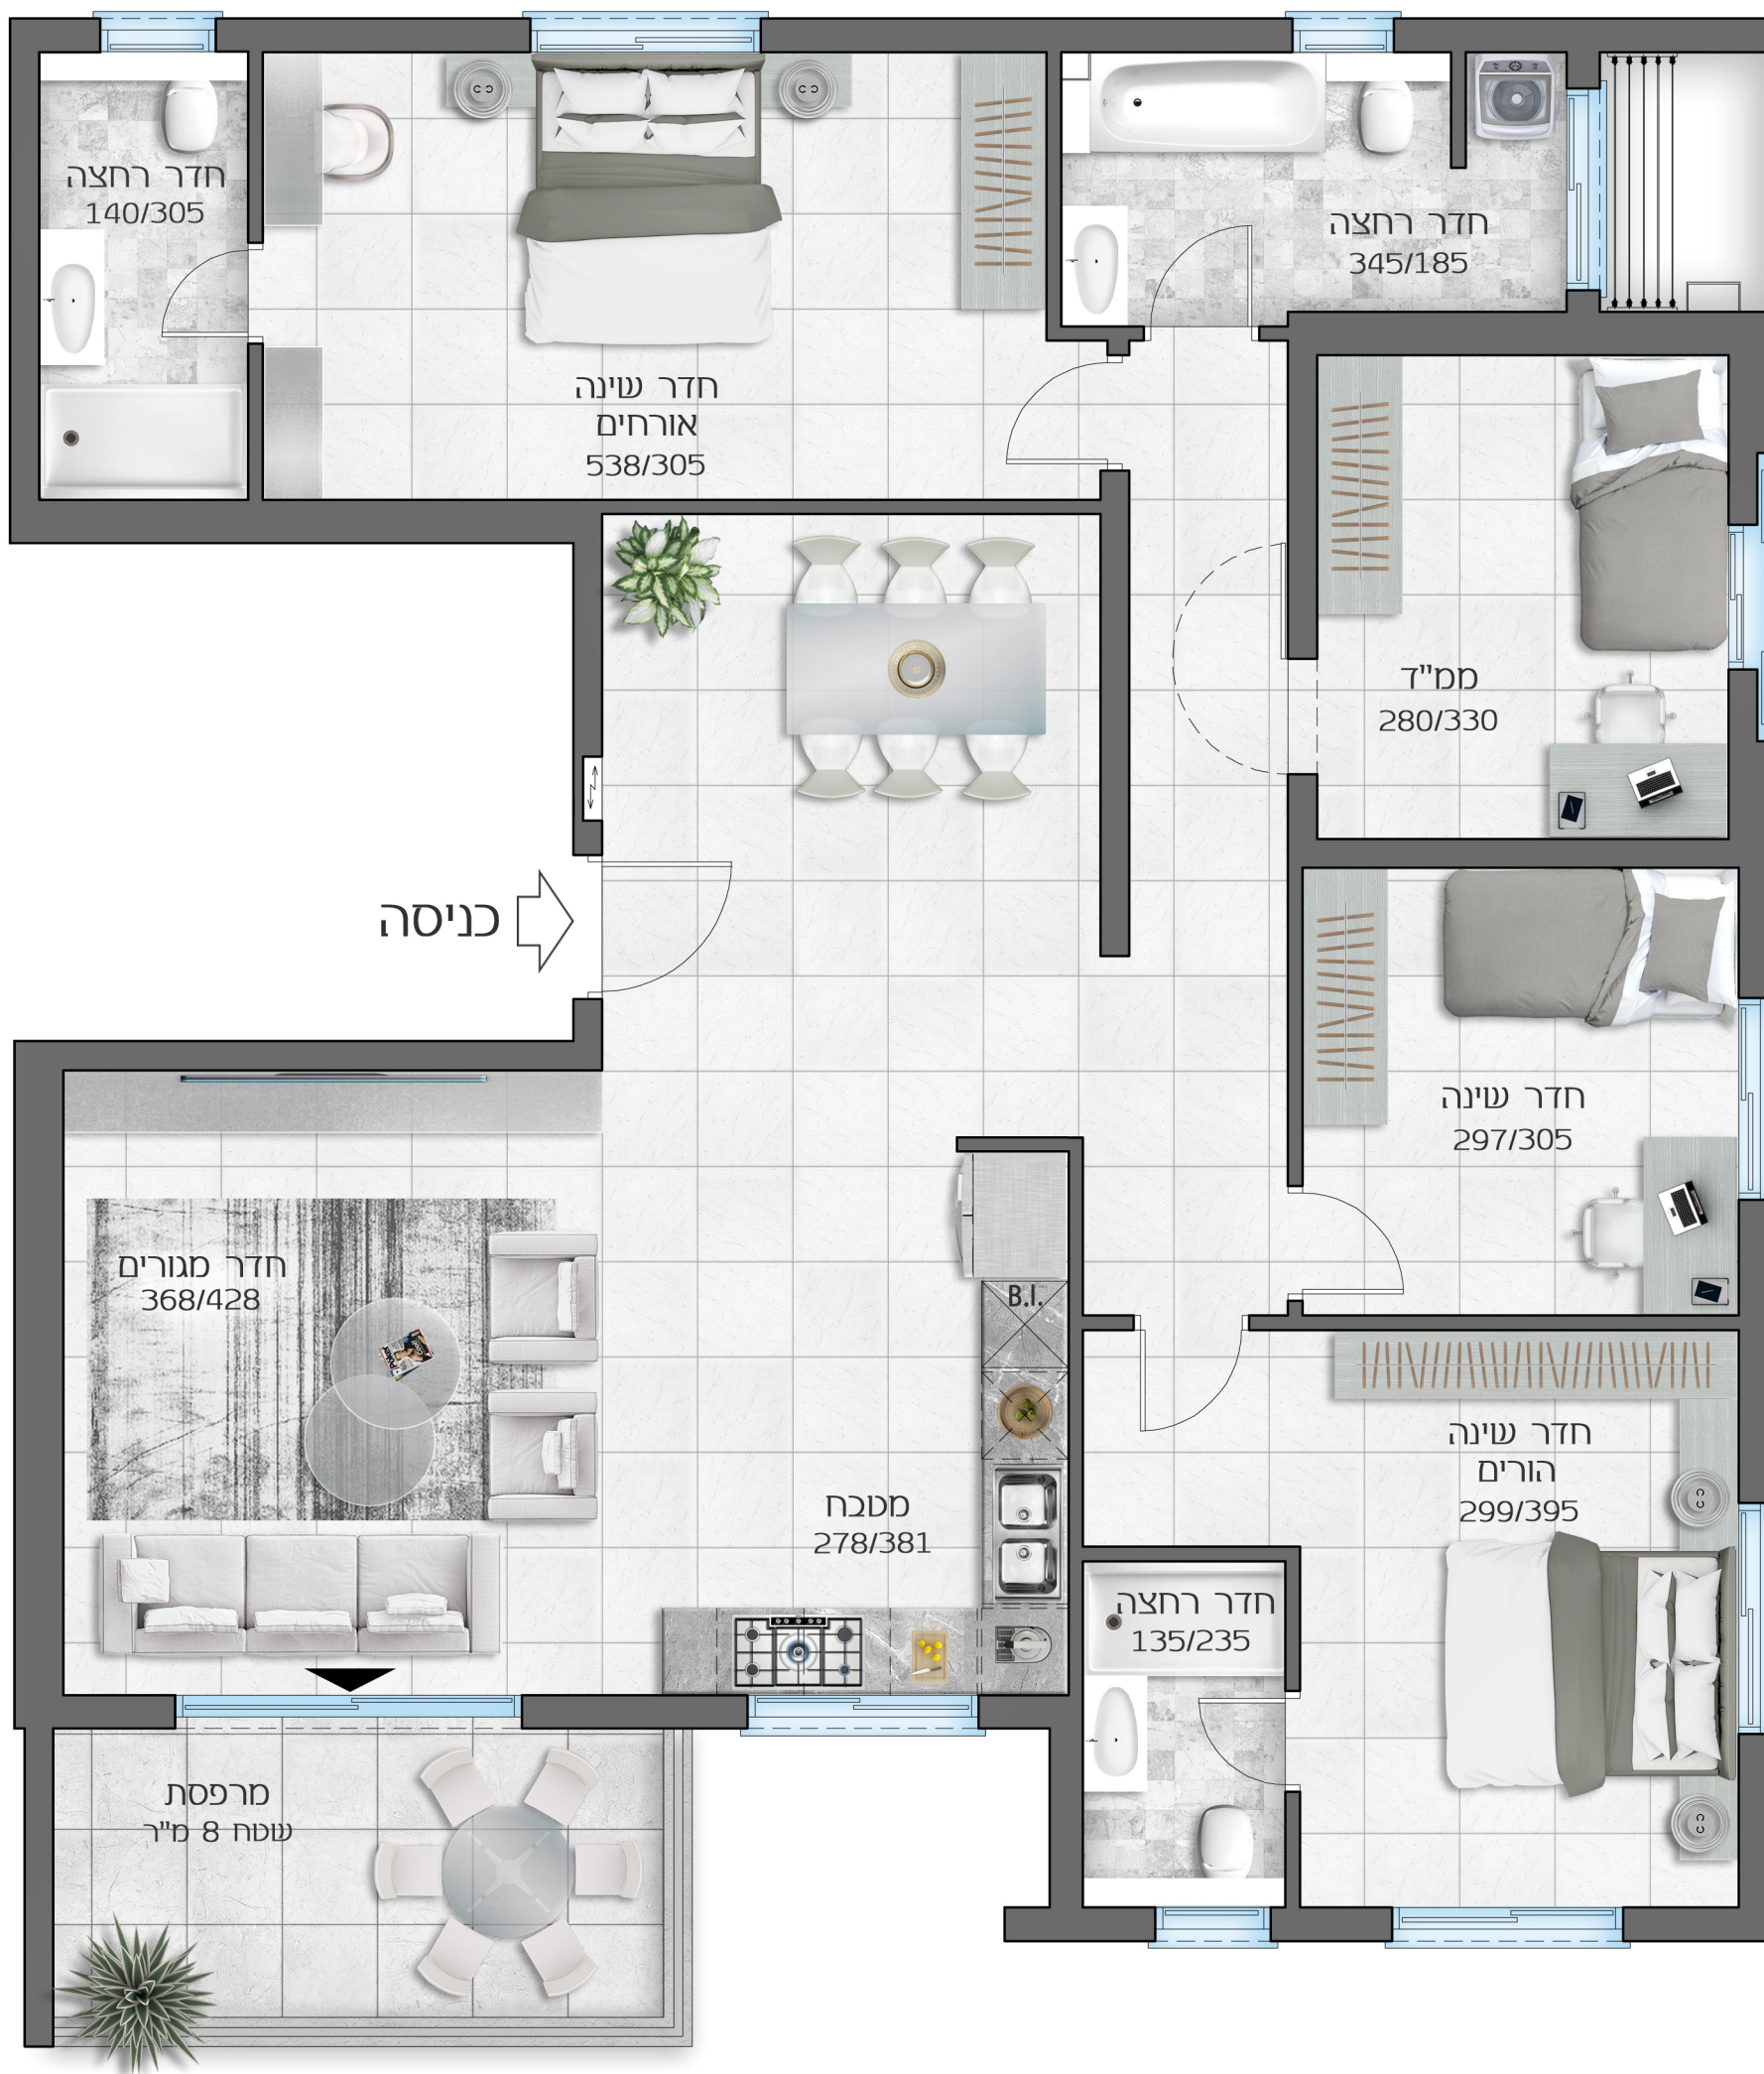 חדר רחצה
140/305
חדר שינה
אורחים
538/305
חדר רחצה
345/185
ממ"ד
280/330
כניסה
חדר שינה
297/305
חדר מגורים
368/428
B.I.
מטבח
278/381
חדר שינה
הורים
299/395
חדר רחצה
135/235
מרפסת
שטח 8 מ"ר